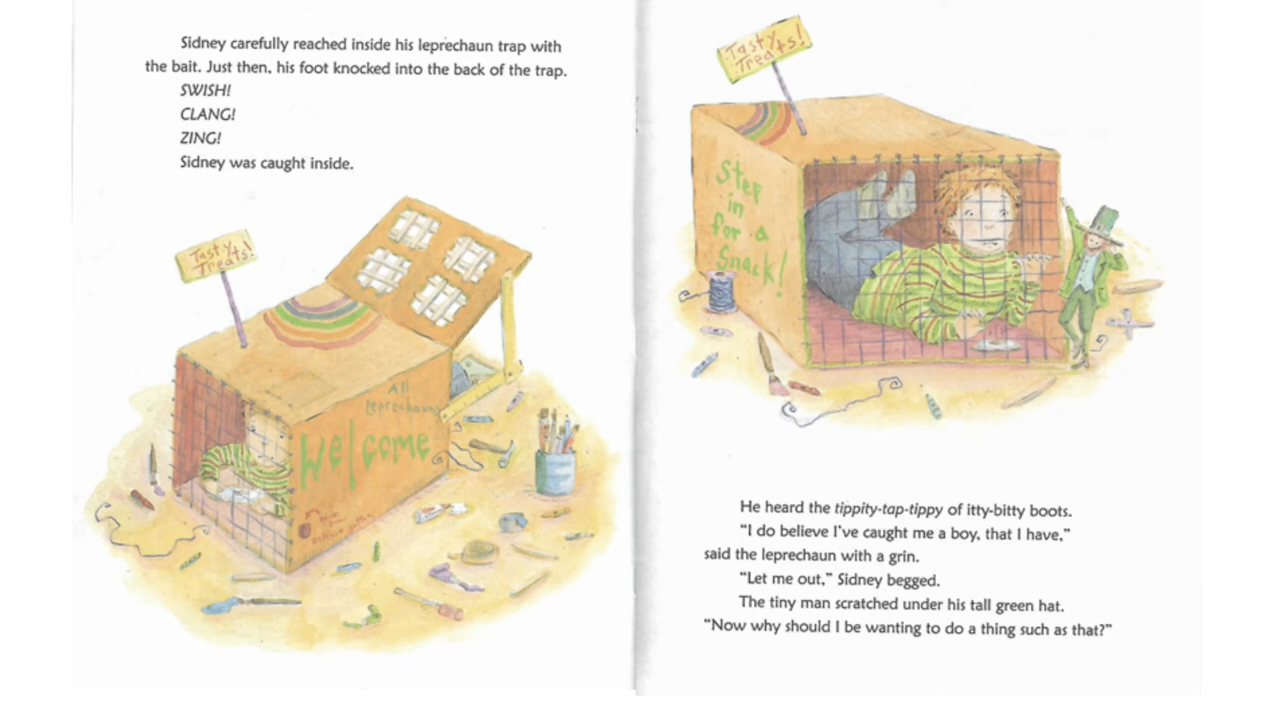 Sidney carefully reached inside his leprechaun trap with
the bait. Just then, his foot knocked into the back of the trap.
SWISH!
CLANG!
ZING!
Sidney was caught inside.
Tasty
Treats!
All
Leprechauns
Welcome
Tasty
Treats!
Step
in
for a
Snack!
He heard the tippity-tap-tippy of itty-bitty boots.
"I do believe I've caught me a boy, that I have,"
said the leprechaun with a grin.
"Let me out," Sidney begged.
The tiny man scratched under his tall green hat.
"Now why should I be wanting to do a thing such as that?"